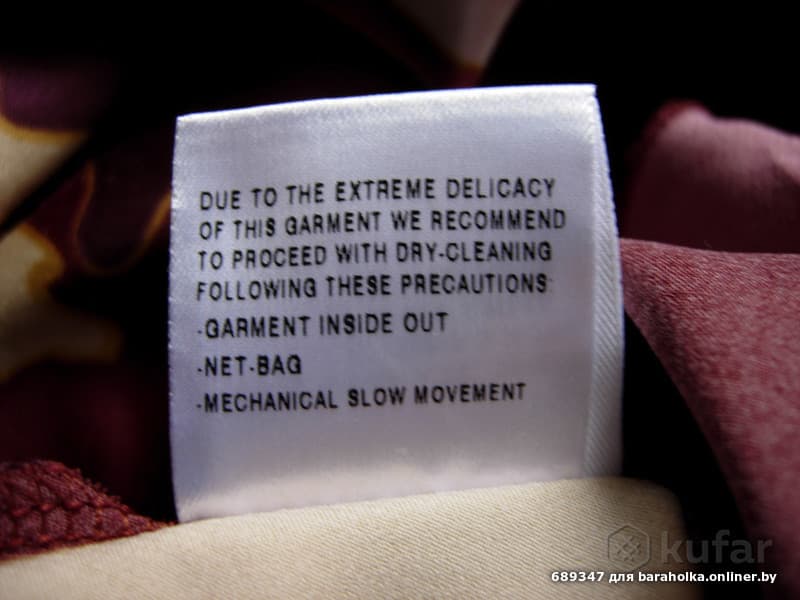 DUE TO THE EXTREME DELICACY
OF THIS GARMENT WE RECOMMEND
TO PROCEED WITH DRY-CLEANING
FOLLOWING THESE PRECAUTIONS:
-GARMENT INSIDE OUT
-NET-BAG
-MECHANICAL SLOW MOVEMENT
kufar
689347 для baraholka.onliner.by